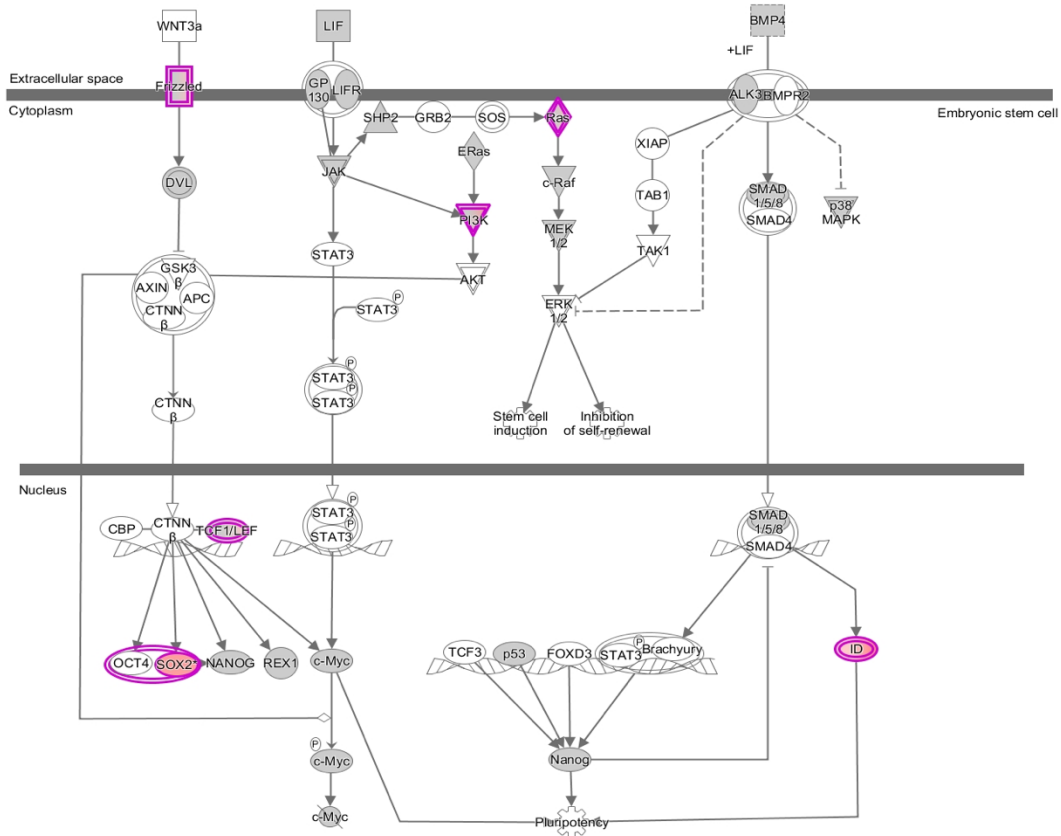 WNT3a
LIF
BMP4
+LIF
Extracellular space
Frizzled
GP
130
LIFR
ALK3
BMPR2
Cytoplasm
Embryonic stem cell
SHP2
GRB2
SOS
Ras
XIAP
ERas
JAK
DVL
c-Raf
TAB1
SMAD
1/5/8
SMAD4
p38
MAPK
PI3K
MEK
1/2
TAK1
STAT3
AKT
GSK3
β
AXIN
APC
CTNN
β
STAT3
P
ERK
1/2
P
STAT3
P
STAT3
CTNN
β
Stem cell
induction
Inhibition
of self-renewal
Nucleus
P
STAT3
P
STAT3
CBP
CTNN
β
TCF1/LEF
SMAD
1/5/8
SMAD4
OCT4
SOX2*
NANOG
REX1
c-Myc
TCF3
p53
FOXD3
P
STAT3
Brachyury
ID
P
c-Myc
Nanog
c-Myc
Pluripotency